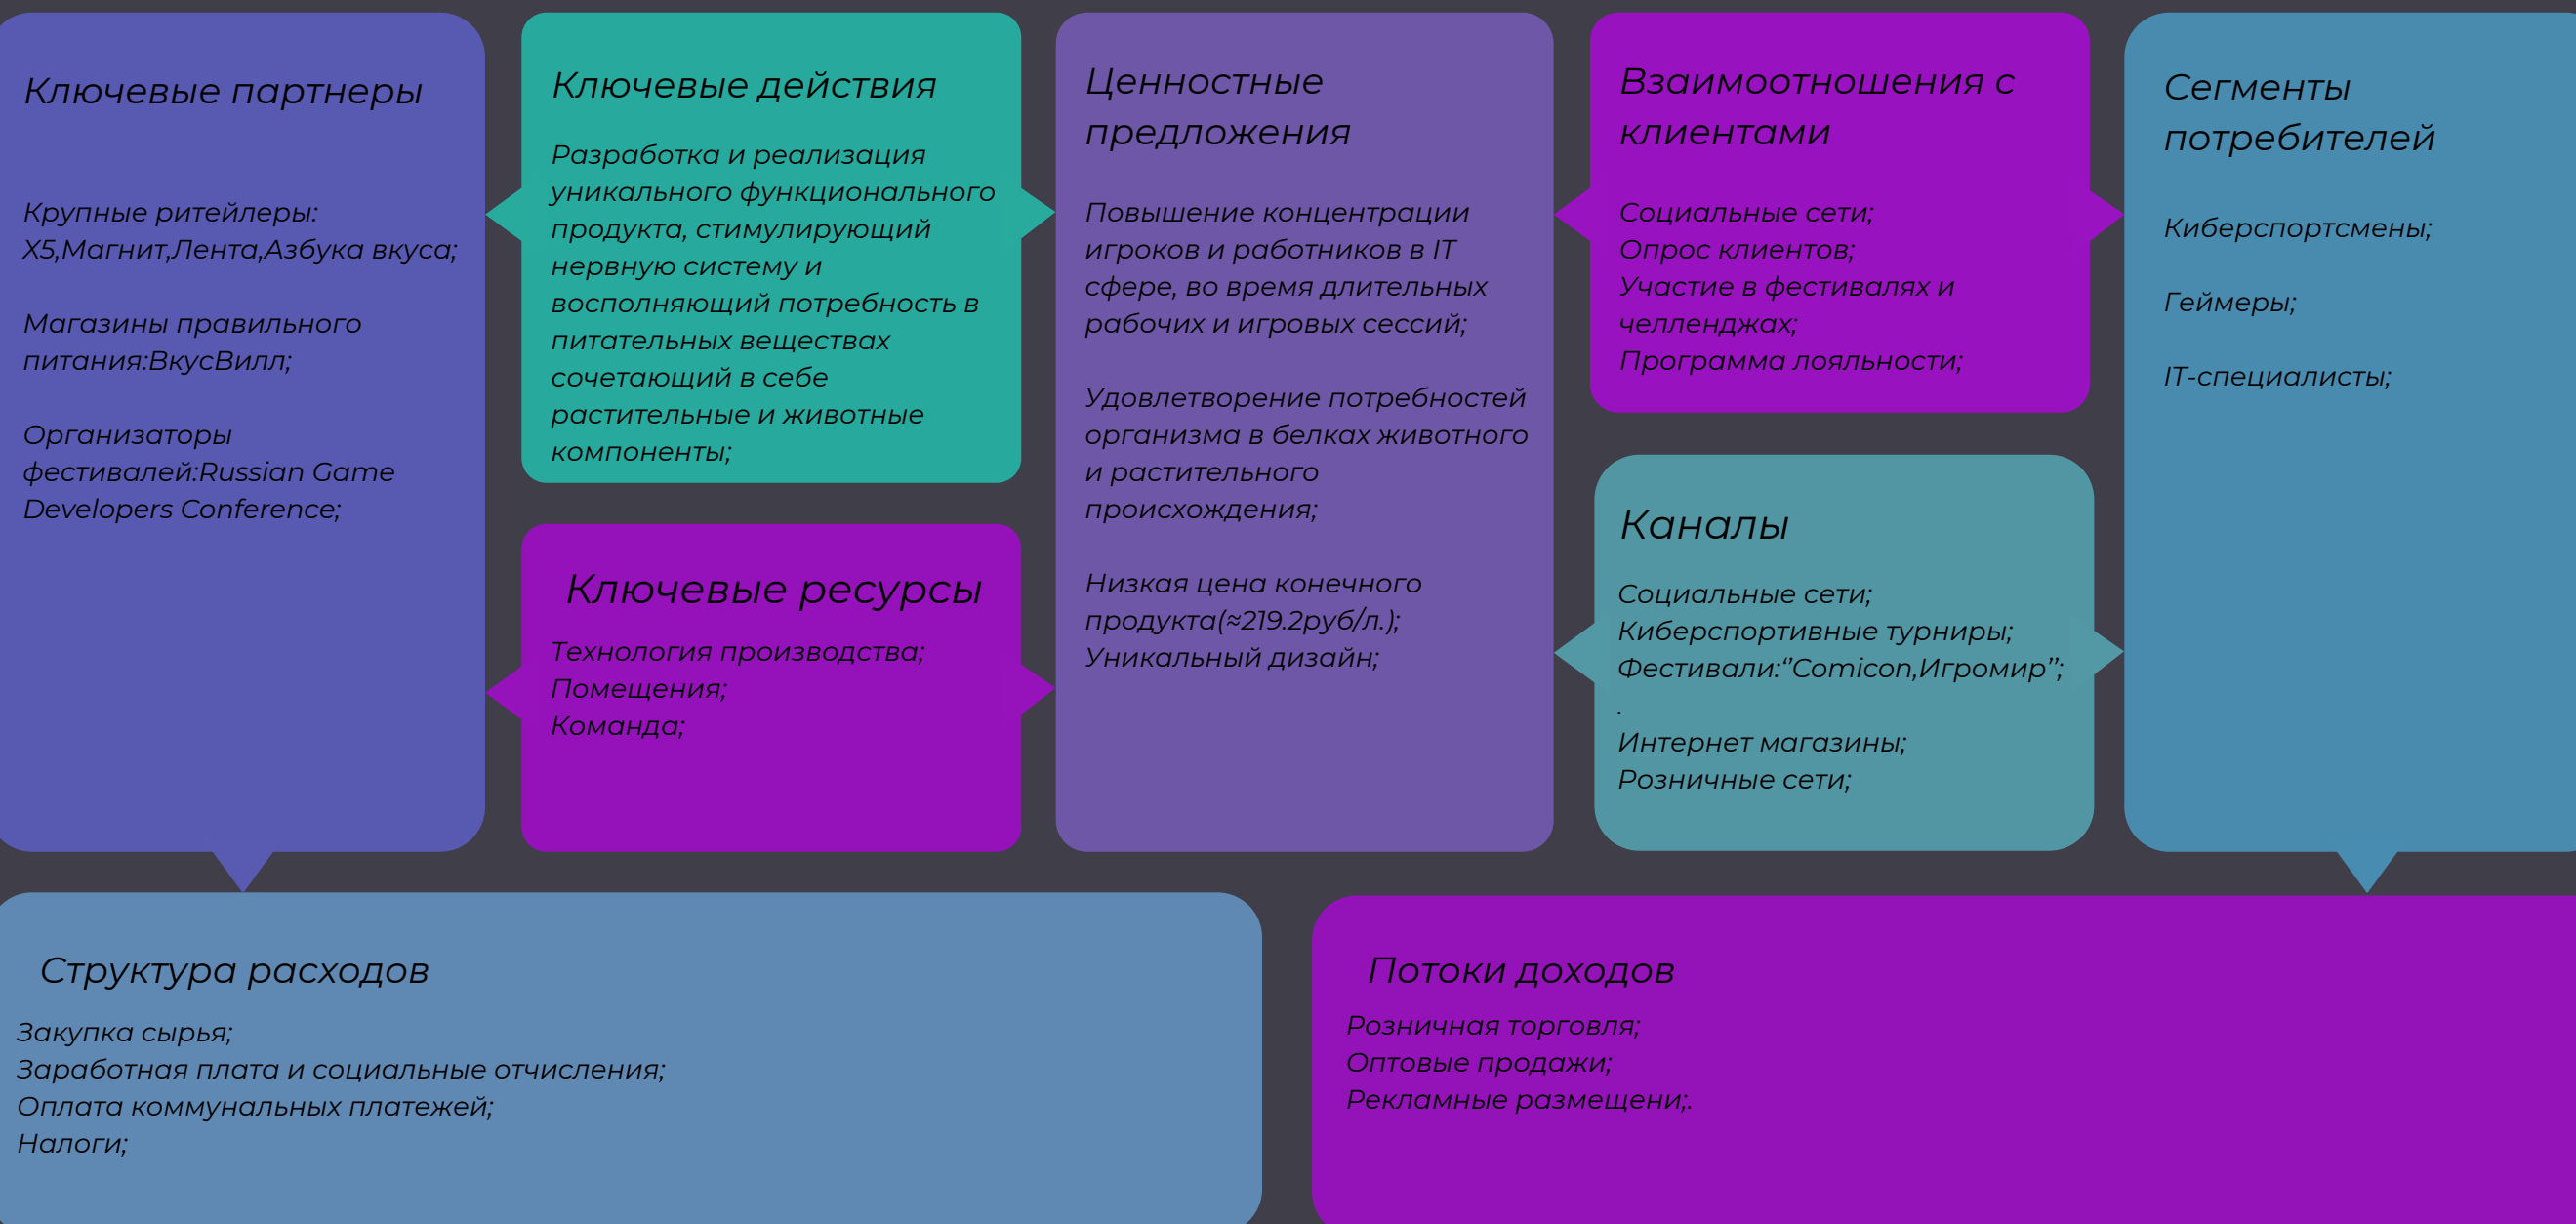 Ключевые партнеры
Крупные ритейлеры:
X5,Магнит,Лента,Азбука вкуса;
Магазины правильного
питания:ВкусВилл;
Организаторы
фестивалей:Russian Game
Developers Conference;
Ключевые действия
Разработка и реализация
уникального функционального
продукта, стимулирующий
нервную систему и
восполняющий потребность в
питательных веществах
сочетающий в себе
растительные и животные
компоненты;
Ключевые ресурсы
Технология производства;
Помещения;
Команда;
Ценностные
предложения
Повышение концентрации
игроков и работников в IT
сфере, во время длительных
рабочих и игровых сессий;
Удовлетворение потребностей
организма в белках животного
и растительного
происхождения;
Низкая цена конечного
продукта(≈219.2руб/л.);
Уникальный дизайн;
Взаимоотношения с
клиентами
Социальные сети;
Опрос клиентов;
Участие в фестивалях и
челленджах;
Программа лояльности;
Каналы
Социальные сети;
Киберспортивные турниры;
Фестивали:‘’Comicon,Игромир’’;
.
Интернет магазины;
Розничные сети;
Сегменты
потребителей
Киберспортсмены;
Геймеры;
IT-специалисты;
Структура расходов
Закупка сырья;
Заработная плата и социальные отчисления;
Оплата коммунальных платежей;
Налоги;
Потоки доходов
Розничная торговля;
Оптовые продажи;
Рекламные размещени;.